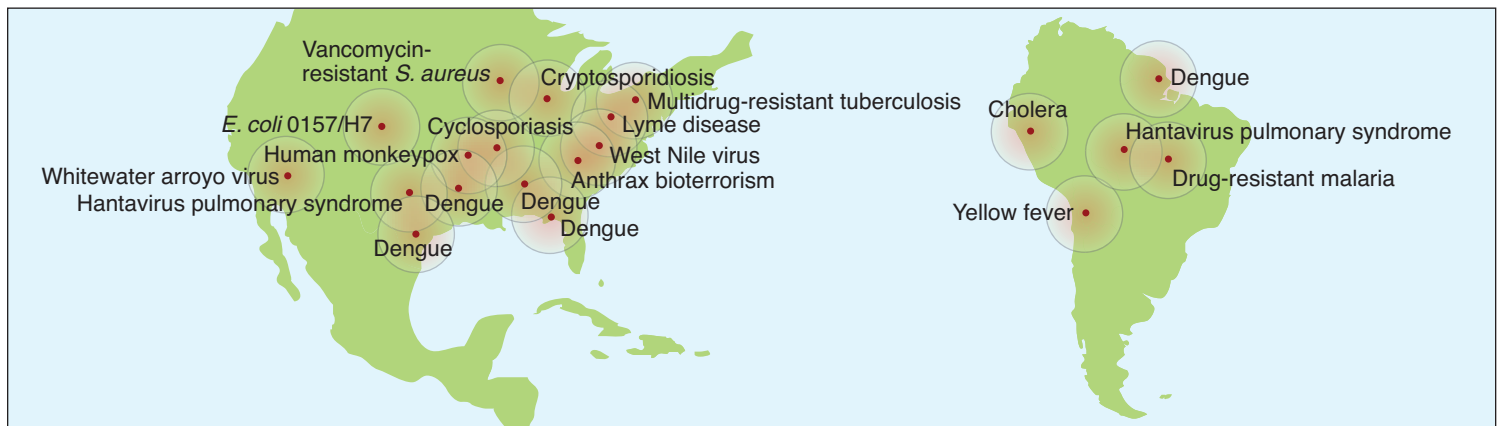 Vancomycin-
resistant S. aureus
Cryptosporidiosis
Multidrug-resistant tuberculosis
E. coli 0157/H7
Cyclosporiasis
Lyme disease
Human monkeypox
West Nile virus
Whitewater arroyo virus
Anthrax bioterrorism
Hantavirus pulmonary syndrome
Dengue
Dengue
Dengue
Dengue
Dengue
Cholera
Hantavirus pulmonary syndrome
Drug-resistant malaria
Yellow fever